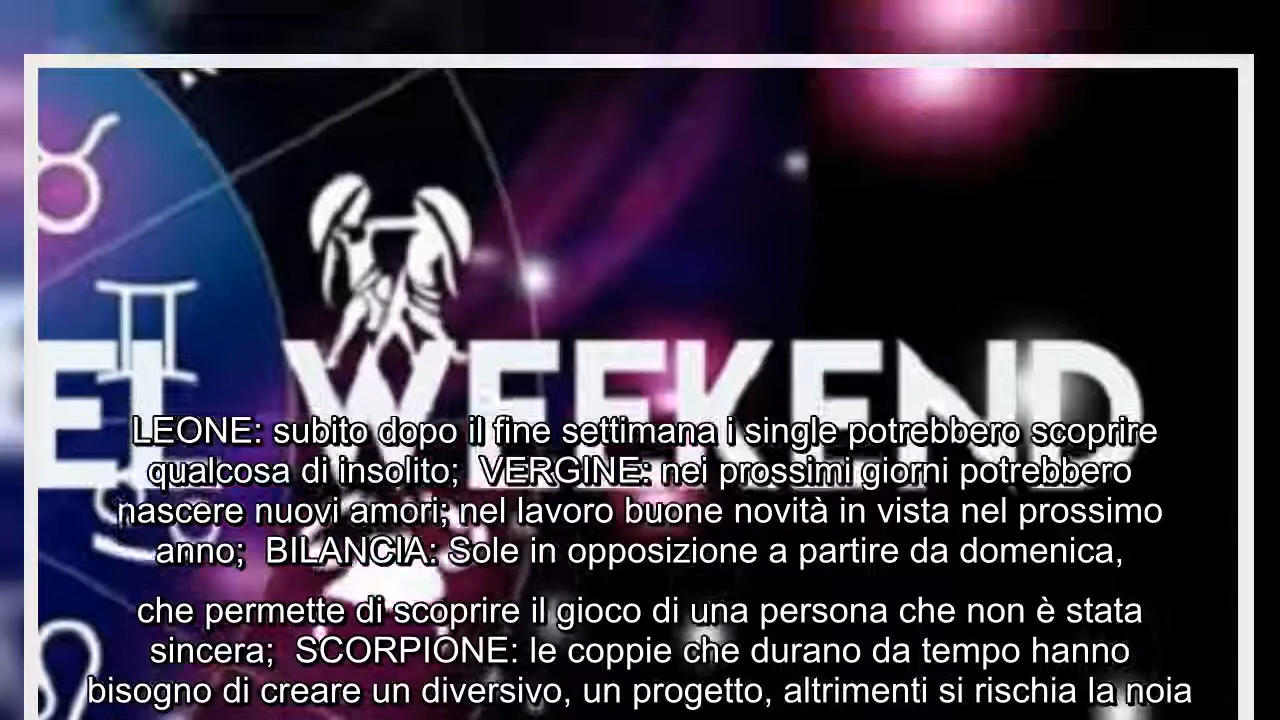 EL WEEKEND
LEONE: subito dopo il fine settimana i single potrebbero scoprire
qualcosa di insolito;  VERGINE: nei prossimi giorni potrebbero
nascere nuovi amori; nel lavoro buone novità in vista nel prossimo
anno;  BILANCIA: Sole in opposizione a partire da domenica,
che permette di scoprire il gioco di una persona che non è stata
sincera;  SCORPIONE: le coppie che durano da tempo hanno
bisogno di creare un diversivo, un progetto, altrimenti si rischia la noia